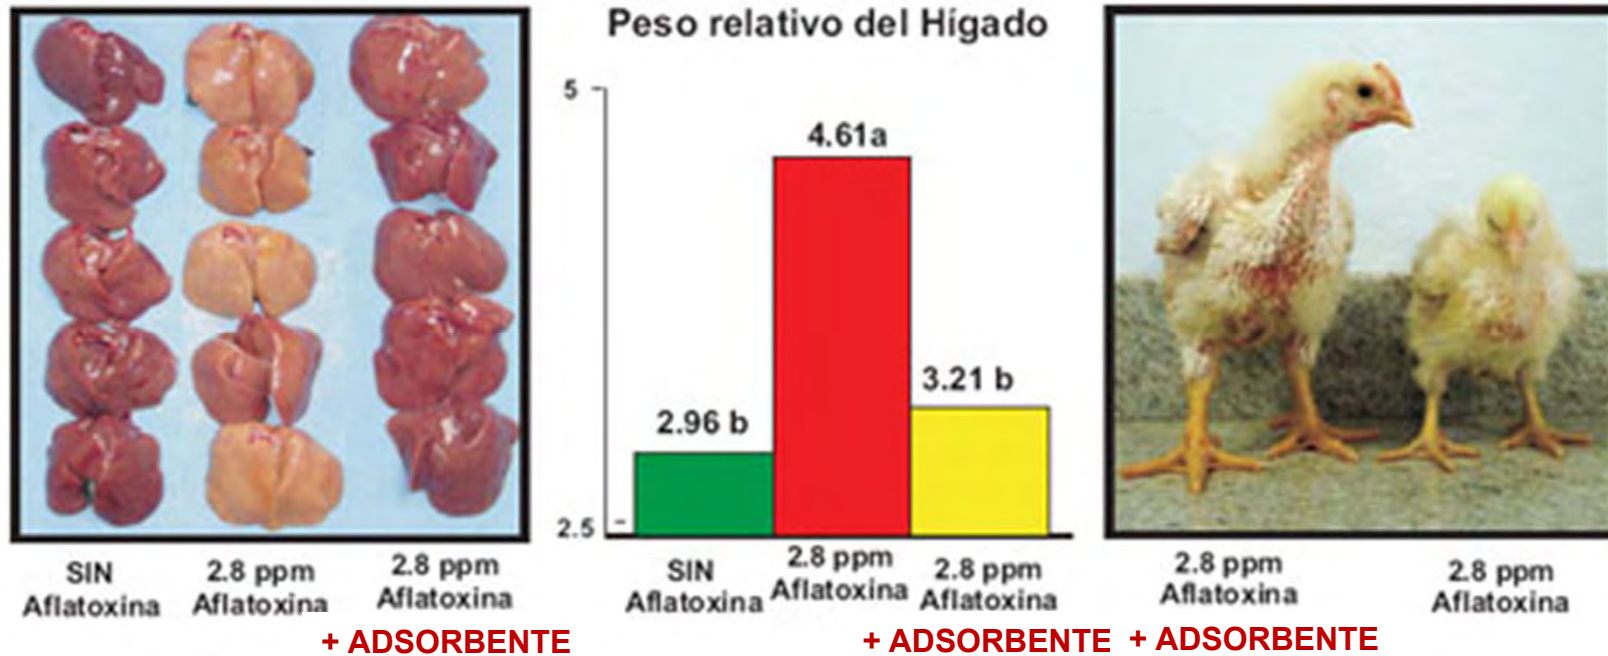 Peso relativo del Hígado
5
4.61a
3.21 b
2.96 b
2.5
SIN
Aflatoxina
2.8 ppm
Aflatoxina
2.8 ppm
Aflatoxina
+ ADSORBENTE
SIN
Aflatoxina
2.8 ppm
Aflatoxina
2.8 ppm
Aflatoxina
+ ADSORBENTE
2.8 ppm
Aflatoxina
+ ADSORBENTE
2.8 ppm
Aflatoxina